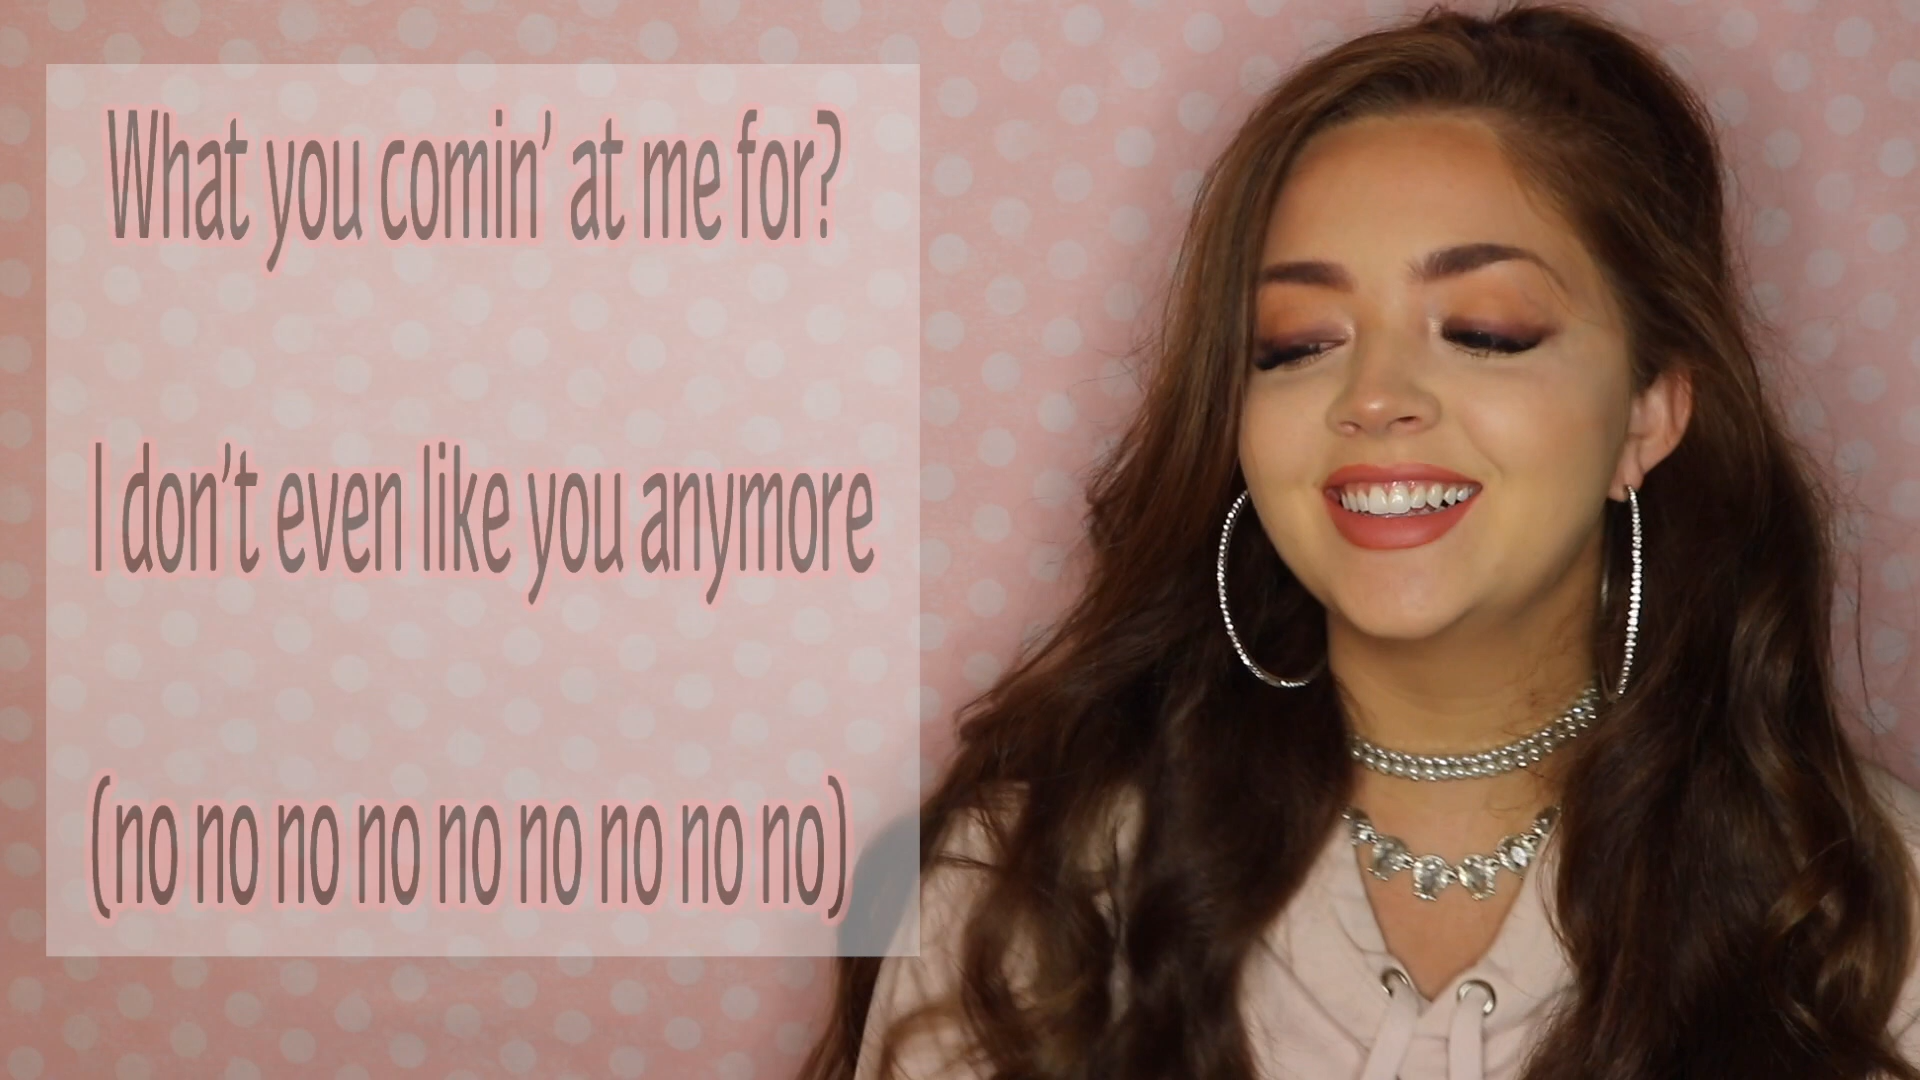 What you comin’ at me for?
I don’t even like you anymore
(no no no no no no no no no)